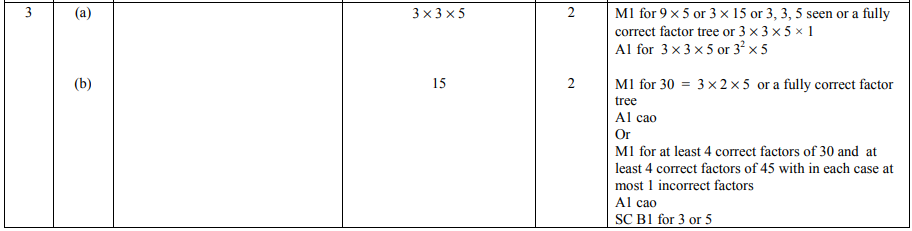 3 (a) 3 × 3 × 5 2 M1 for 9 × 5 or 3 × 15 or 3, 3, 5 seen or a fully
correct factor tree or 3 × 3 × 5 × 1
A1 for 3 × 3 × 5 or 3² × 5
(b) 15 2 M1 for 30 = 3 × 2 × 5 or a fully correct factor
tree
A1 cao
Or
M1 for at least 4 correct factors of 30 and at
least 4 correct factors of 45 with in each case at
most 1 incorrect factors
A1 cao
SC B1 for 3 or 5